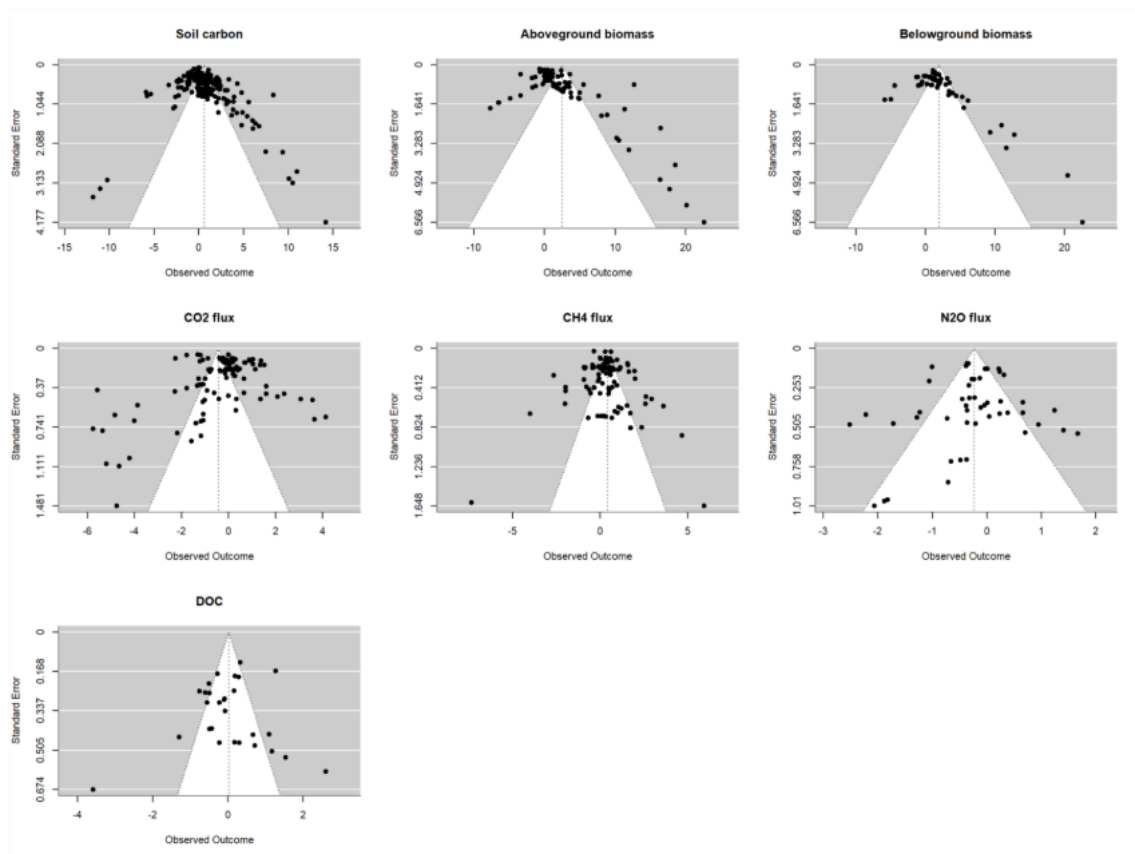 Soil carbon
Standard Error
0
1.044
2.088
3.133
4.177
-15 -10 -5 0 5 10 15
Observed Outcome
Aboveground biomass
Standard Error
0
1.641
3.283
4.924
6.566
-10 0 10 20
Observed Outcome
Belowground biomass
Standard Error
0
1.641
3.283
4.924
6.566
-10 0 10 20
Observed Outcome
CO2 flux
Standard Error
0
0.37
0.741
1.111
1.481
-6 -4 -2 0 2 4
Observed Outcome
CH4 flux
Standard Error
0
0.412
0.824
1.236
1.648
-5 0 5
Observed Outcome
N2O flux
Standard Error
0
0.253
0.505
0.758
1.01
-3 -2 -1 0 1 2
Observed Outcome
DOC
Standard Error
0
0.168
0.337
0.505
0.674
-4 -2 0 2
Observed Outcome